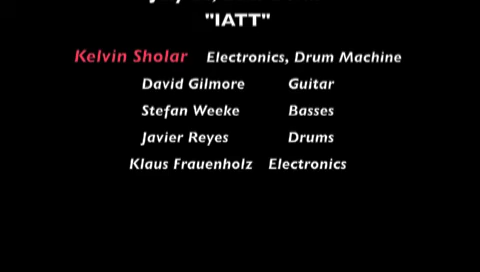 "IATT"
Kelvin Sholar Electronics, Drum Machine
David Gilmore Guitar
Stefan Weeke Basses
Javier Reyes Drums
Klaus Frauenholz Electronics